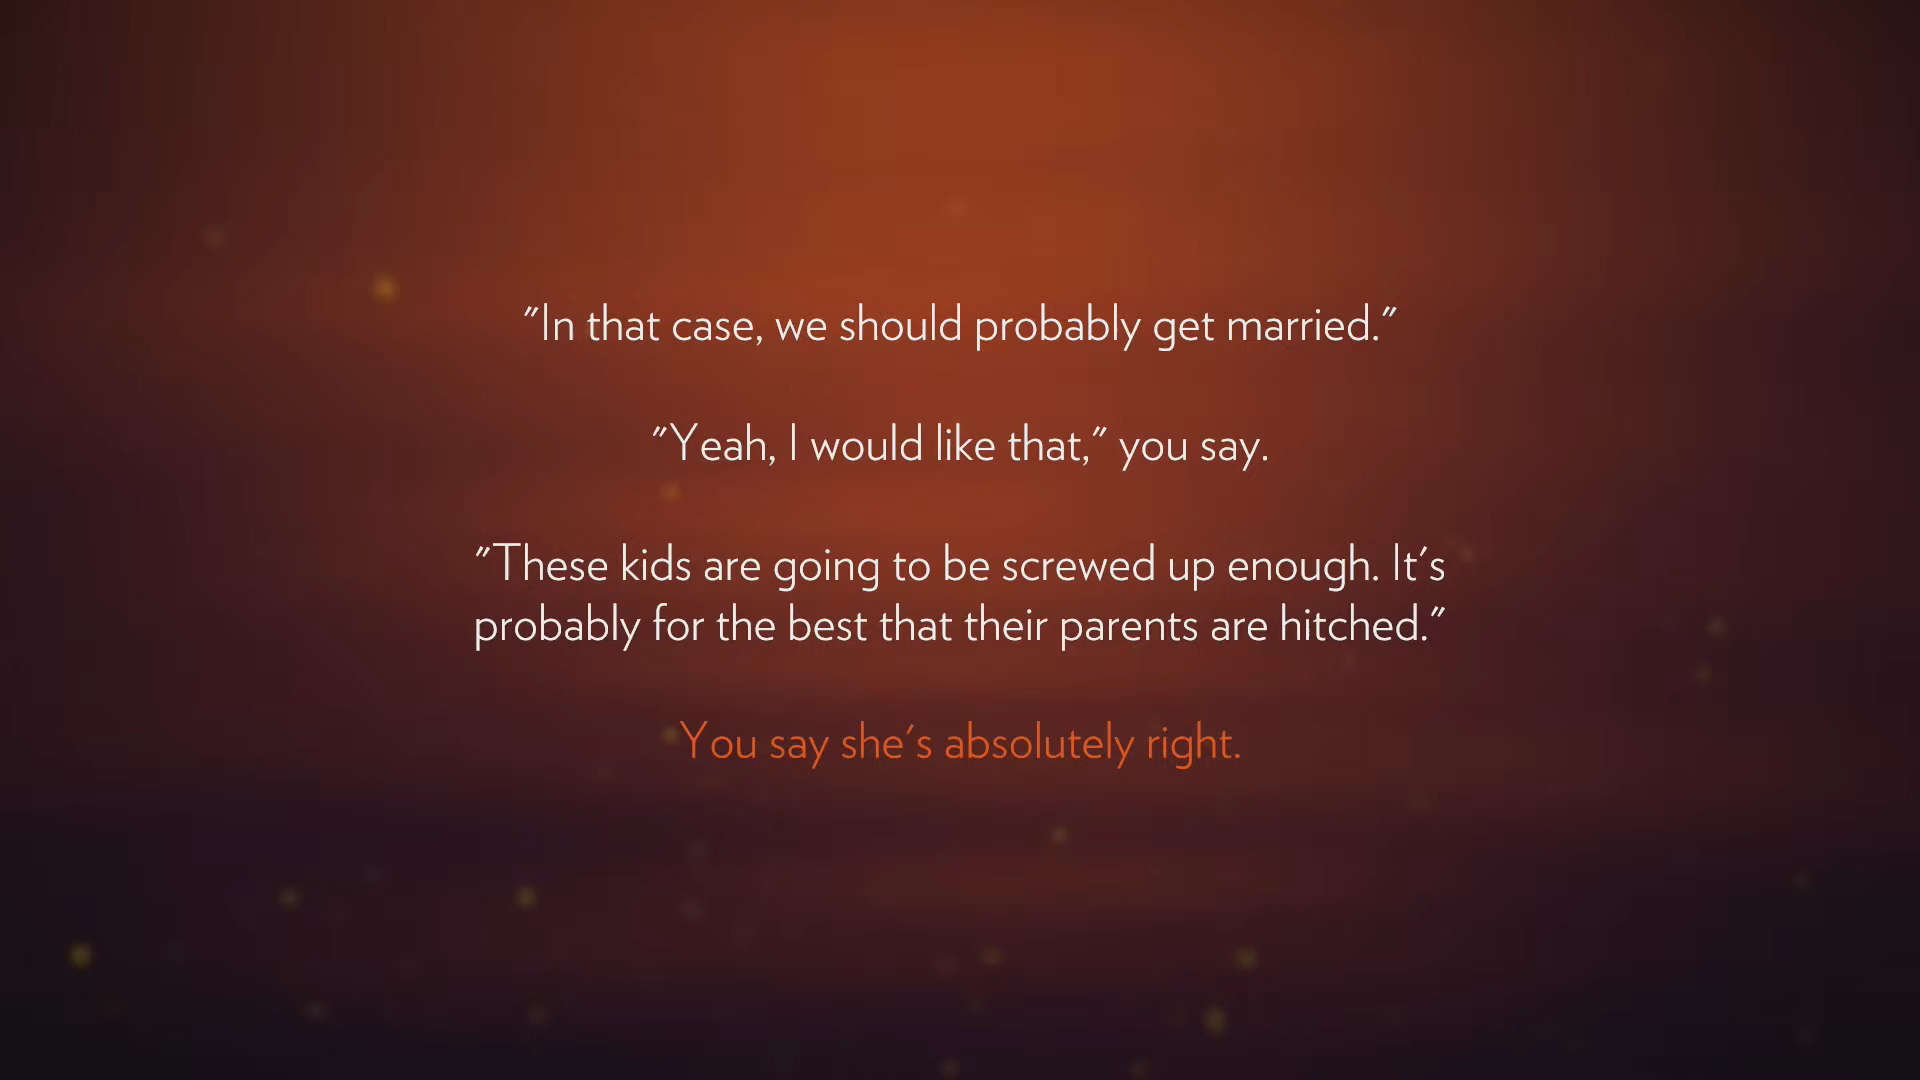 "In that case, we should probably get married."
"Yeah, I would like that," you say.
"These kids are going to be screwed up enough. It's
probably for the best that their parents are hitched."
You say she's absolutely right.